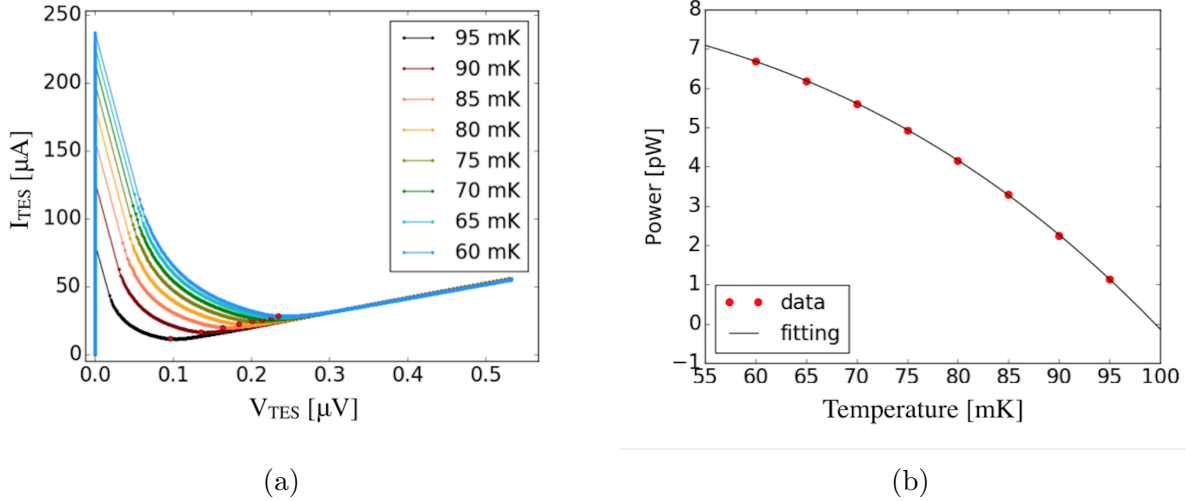 250
200
150
100
50
0
I_TES [μA]
95 mK
90 mK
85 mK
80 mK
75 mK
70 mK
65 mK
60 mK
0.0 0.1 0.2 0.3 0.4 0.5
V_TES [μV]
(a)
8
7
6
5
4
3
2
1
0
−1
Power [pW]
data
fitting
55 60 65 70 75 80 85 90 95 100
Temperature [mK]
(b)